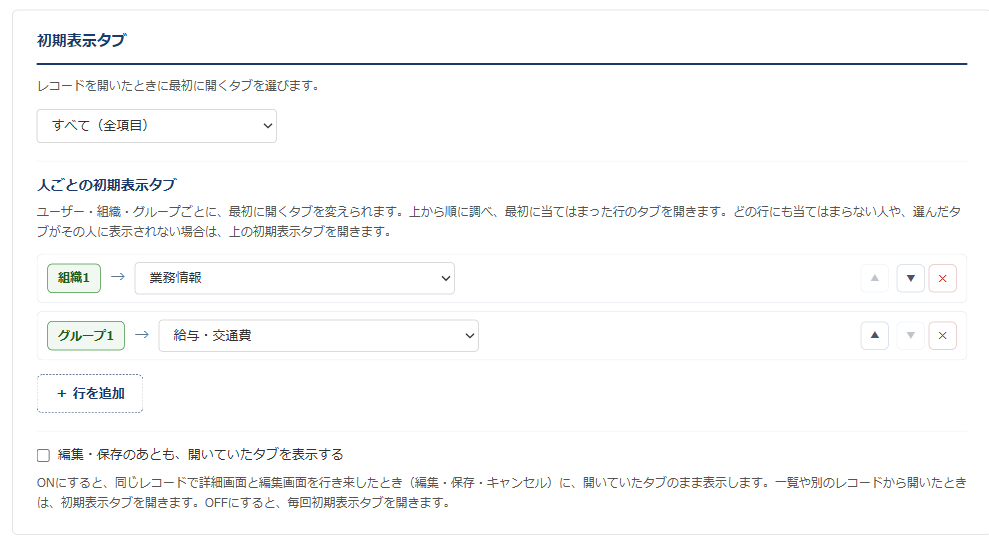 初期表示タブ
レコードを開いたときに最初に開くタブを選びます。
すべて（全項目）
人ごとの初期表示タブ
ユーザー・組織・グループごとに、最初に開くタブを変えられます。上から順に調べ、最初に当てはまった行のタブを開きます。どの行にも当てはまらない人や、選んだタ
ブがその人に表示されない場合は、上の初期表示タブを開きます。
組織1 → 業務情報 ▲ ▼ ×
グループ1 → 給与・交通費 ▲ ▼ ×
+ 行を追加
編集・保存のあとも、開いていたタブを表示する
ONにすると、同じレコードで詳細画面と編集画面を行き来したとき（編集・保存・キャンセル）に、開いていたタブのまま表示します。一覧や別のレコードから開いたとき
は、初期表示タブを開きます。OFFにすると、毎回初期表示タブを開きます。